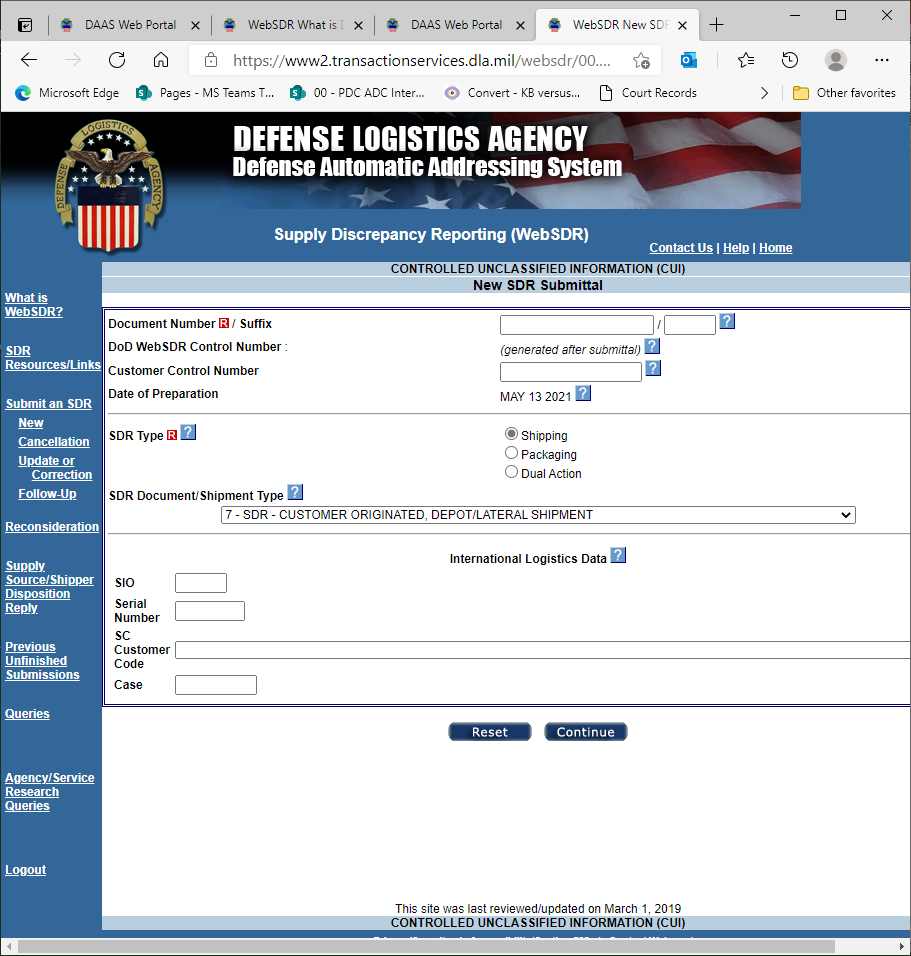 DAAS Web Portal
WebSDR What is
DAAS Web Portal
WebSDR New SDR
https://www2.transactionservices.dla.mil/websdr/00....
Microsoft Edge
Pages - MS Teams T...
00 - PDC ADC Inter...
Convert - KB versus...
Court Records
Other favorites
DEFENSE LOGISTICS AGENCY
DEFENSE LOGISTICS AGENCY
Defense Automatic Addressing System
Supply Discrepancy Reporting (WebSDR)
Contact Us | Help | Home
CONTROLLED UNCLASSIFIED INFORMATION (CUI)
New SDR Submittal
What is
WebSDR?
SDR
Resources/Links
Submit an SDR
New
Cancellation
Update or
Correction
Follow-Up
Reconsideration
Supply
Source/Shipper
Disposition
Reply
Previous
Unfinished
Submissions
Queries
Agency/Service
Research
Queries
Logout
Document Number R / Suffix / ?
DoD WebSDR Control Number : (generated after submittal) ?
Customer Control Number ?
Date of Preparation MAY 13 2021 ?
SDR Type R ? Shipping
Packaging
Dual Action
SDR Document/Shipment Type ?
7 - SDR - CUSTOMER ORIGINATED, DEPOT/LATERAL SHIPMENT
International Logistics Data ?
SIO
Serial
Number
SC
Customer
Code
Case
Reset Continue
This site was last reviewed/updated on March 1, 2019
CONTROLLED UNCLASSIFIED INFORMATION (CUI)